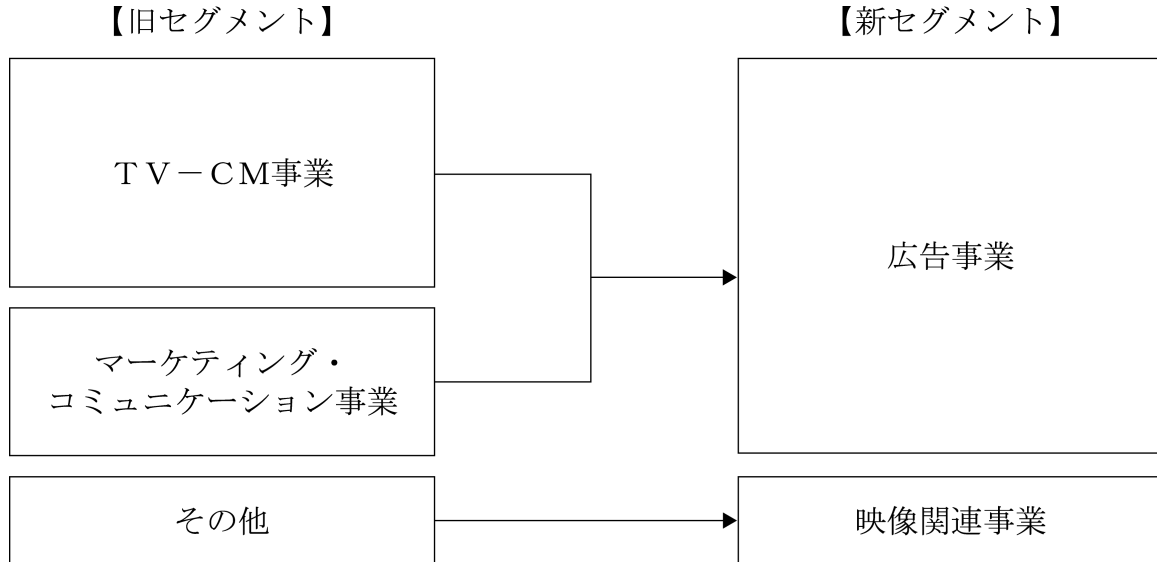 【旧セグメント】
【新セグメント】
ＴＶ－ＣＭ事業
広告事業
マーケティング・
コミュニケーション事業
その他
映像関連事業